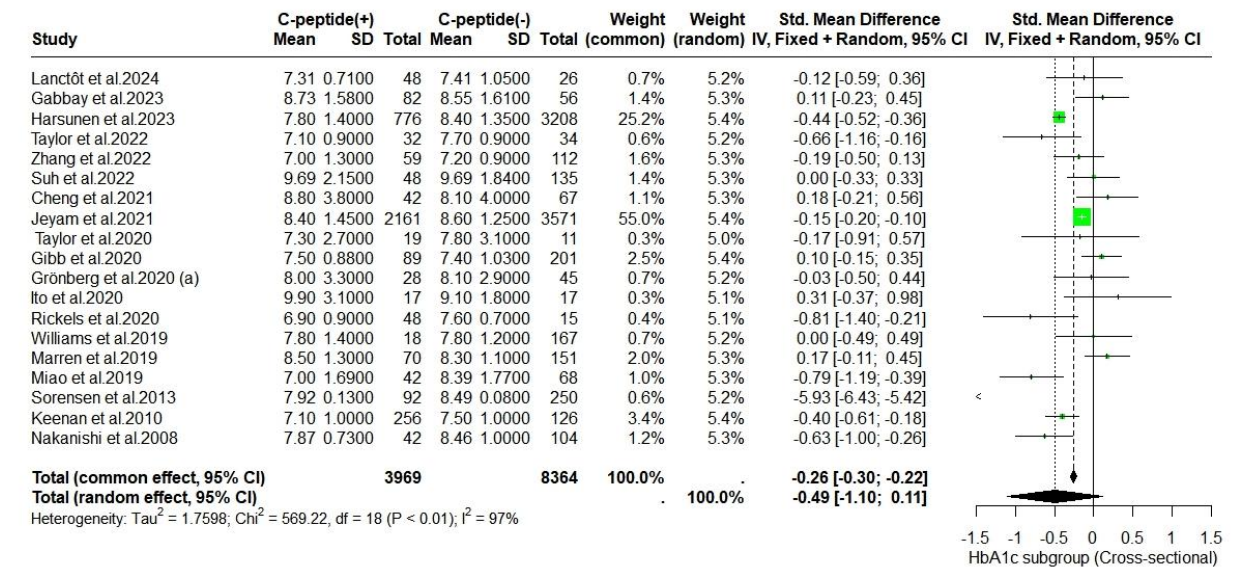 C-peptide(+) C-peptide(-) Weight Weight Std. Mean Difference Std. Mean Difference
Study Mean SD Total Mean SD Total (common) (random) IV, Fixed + Random, 95% CI IV, Fixed + Random, 95% CI
Lanctôt et al.2024 7.31 0.7100 48 7.41 1.0500 26 0.7% 5.2% -0.12 [-0.59; 0.36]
Gabbay et al.2023 8.73 1.5800 82 8.55 1.6100 56 1.4% 5.3% 0.11 [-0.23; 0.45]
Harsunen et al.2023 7.80 1.4000 776 8.40 1.3500 3208 25.2% 5.4% -0.44 [-0.52; -0.36]
Taylor et al.2022 7.10 0.9000 32 7.70 0.9000 34 0.6% 5.2% -0.66 [-1.16; -0.16]
Zhang et al.2022 7.00 1.3000 59 7.20 0.9000 112 1.6% 5.3% -0.19 [-0.50; 0.13]
Suh et al.2022 9.69 2.1500 48 9.69 1.8400 135 1.4% 5.3% 0.00 [-0.33; 0.33]
Cheng et al.2021 8.80 3.8000 42 8.10 4.0000 67 1.1% 5.3% 0.18 [-0.21; 0.56]
Jeyam et al.2021 8.40 1.4500 2161 8.60 1.2500 3571 55.0% 5.4% -0.15 [-0.20; -0.10]
Taylor et al.2020 7.30 2.7000 19 7.80 3.1000 11 0.3% 5.0% -0.17 [-0.91; 0.57]
Gibb et al.2020 7.50 0.8800 89 7.40 1.0300 201 2.5% 5.4% 0.10 [-0.15; 0.35]
Grönberg et al.2020 (a) 8.00 3.3000 28 8.10 2.9000 45 0.7% 5.2% -0.03 [-0.50; 0.44]
Ito et al.2020 9.90 3.1000 17 9.10 1.8000 17 0.3% 5.1% 0.31 [-0.37; 0.98]
Rickels et al.2020 6.90 0.9000 48 7.60 0.7000 15 0.4% 5.1% -0.81 [-1.40; -0.21]
Williams et al.2019 7.80 1.4000 18 7.80 1.2000 167 0.7% 5.2% 0.00 [-0.49; 0.49]
Marren et al.2019 8.50 1.3000 70 8.30 1.1000 151 2.0% 5.3% 0.17 [-0.11; 0.45]
Miao et al.2019 7.00 1.6900 42 8.39 1.7700 68 1.0% 5.3% -0.79 [-1.19; -0.39]
Sorensen et al.2013 7.92 0.1300 92 8.49 0.0800 250 0.6% 5.2% -5.93 [-6.43; -5.42]
Keenan et al.2010 7.10 1.0000 256 7.50 1.0000 126 3.4% 5.4% -0.40 [-0.61; -0.18]
Nakanishi et al.2008 7.87 0.7300 42 8.46 1.0000 104 1.2% 5.3% -0.63 [-1.00; -0.26]
Total (common effect, 95% CI) 3969 8364 100.0% . -0.26 [-0.30; -0.22]
Total (random effect, 95% CI) . 100.0% -0.49 [-1.10; 0.11]
Heterogeneity: Tau² = 1.7598; Chi² = 569.22, df = 18 (P < 0.01); I² = 97%
-1.5 -1 -0.5 0 0.5 1 1.5
HbA1c subgroup (Cross-sectional)